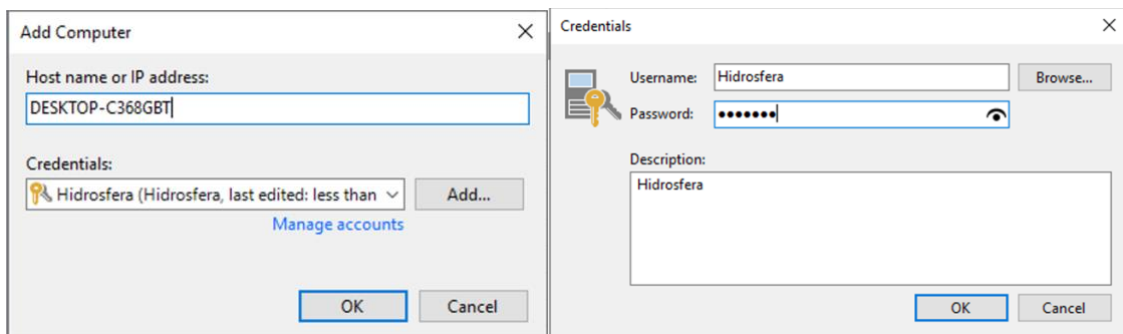 Add Computer
Host name or IP address:
DESKTOP-C368GBT
Credentials:
Hidrosfera (Hidrosfera, last edited: less than
Add...
Manage accounts
OK
Cancel
Credentials
Username:
Hidrosfera
Browse...
Password:
•••••••
Description:
Hidrosfera
OK
Cancel